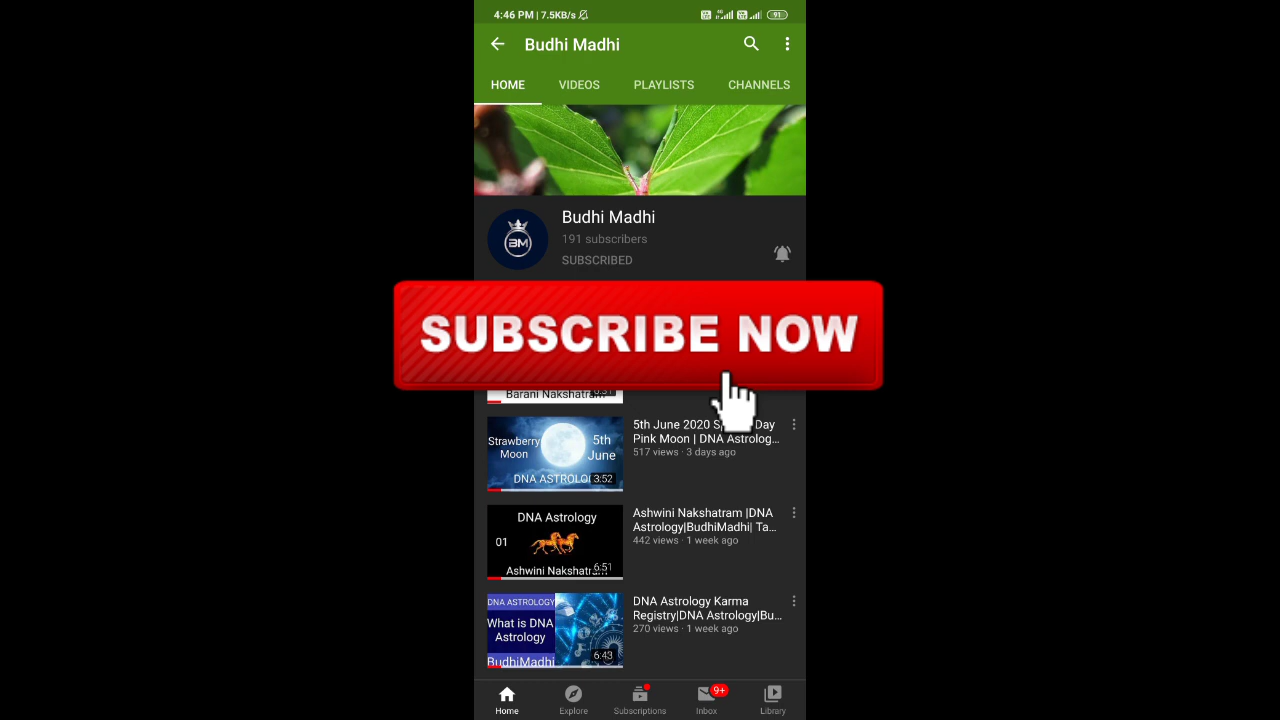 4:46 PM | 7.5KB/s
91
Budhi Madhi
HOME VIDEOS PLAYLISTS CHANNELS
BM
Budhi Madhi
191 subscribers
SUBSCRIBED
SUBSCRIBE NOW
Barani Nakshatram
Strawberry
Moon
5th
June
DNA ASTROLO
3:52
5th June 2020 Day
Pink Moon | DNA Astrolog...
517 views · 3 days ago
DNA Astrology
01
Ashwini Nakshatr
6:51
Ashwini Nakshatram |DNA
Astrology|BudhiMadhi| Ta...
442 views · 1 week ago
DNA ASTROLOGY
What is DNA
Astrology
BudhiMadhi
6:43
DNA Astrology Karma
Registry|DNA Astrology|Bu...
270 views · 1 week ago
9+
Home Explore Subscriptions Inbox Library